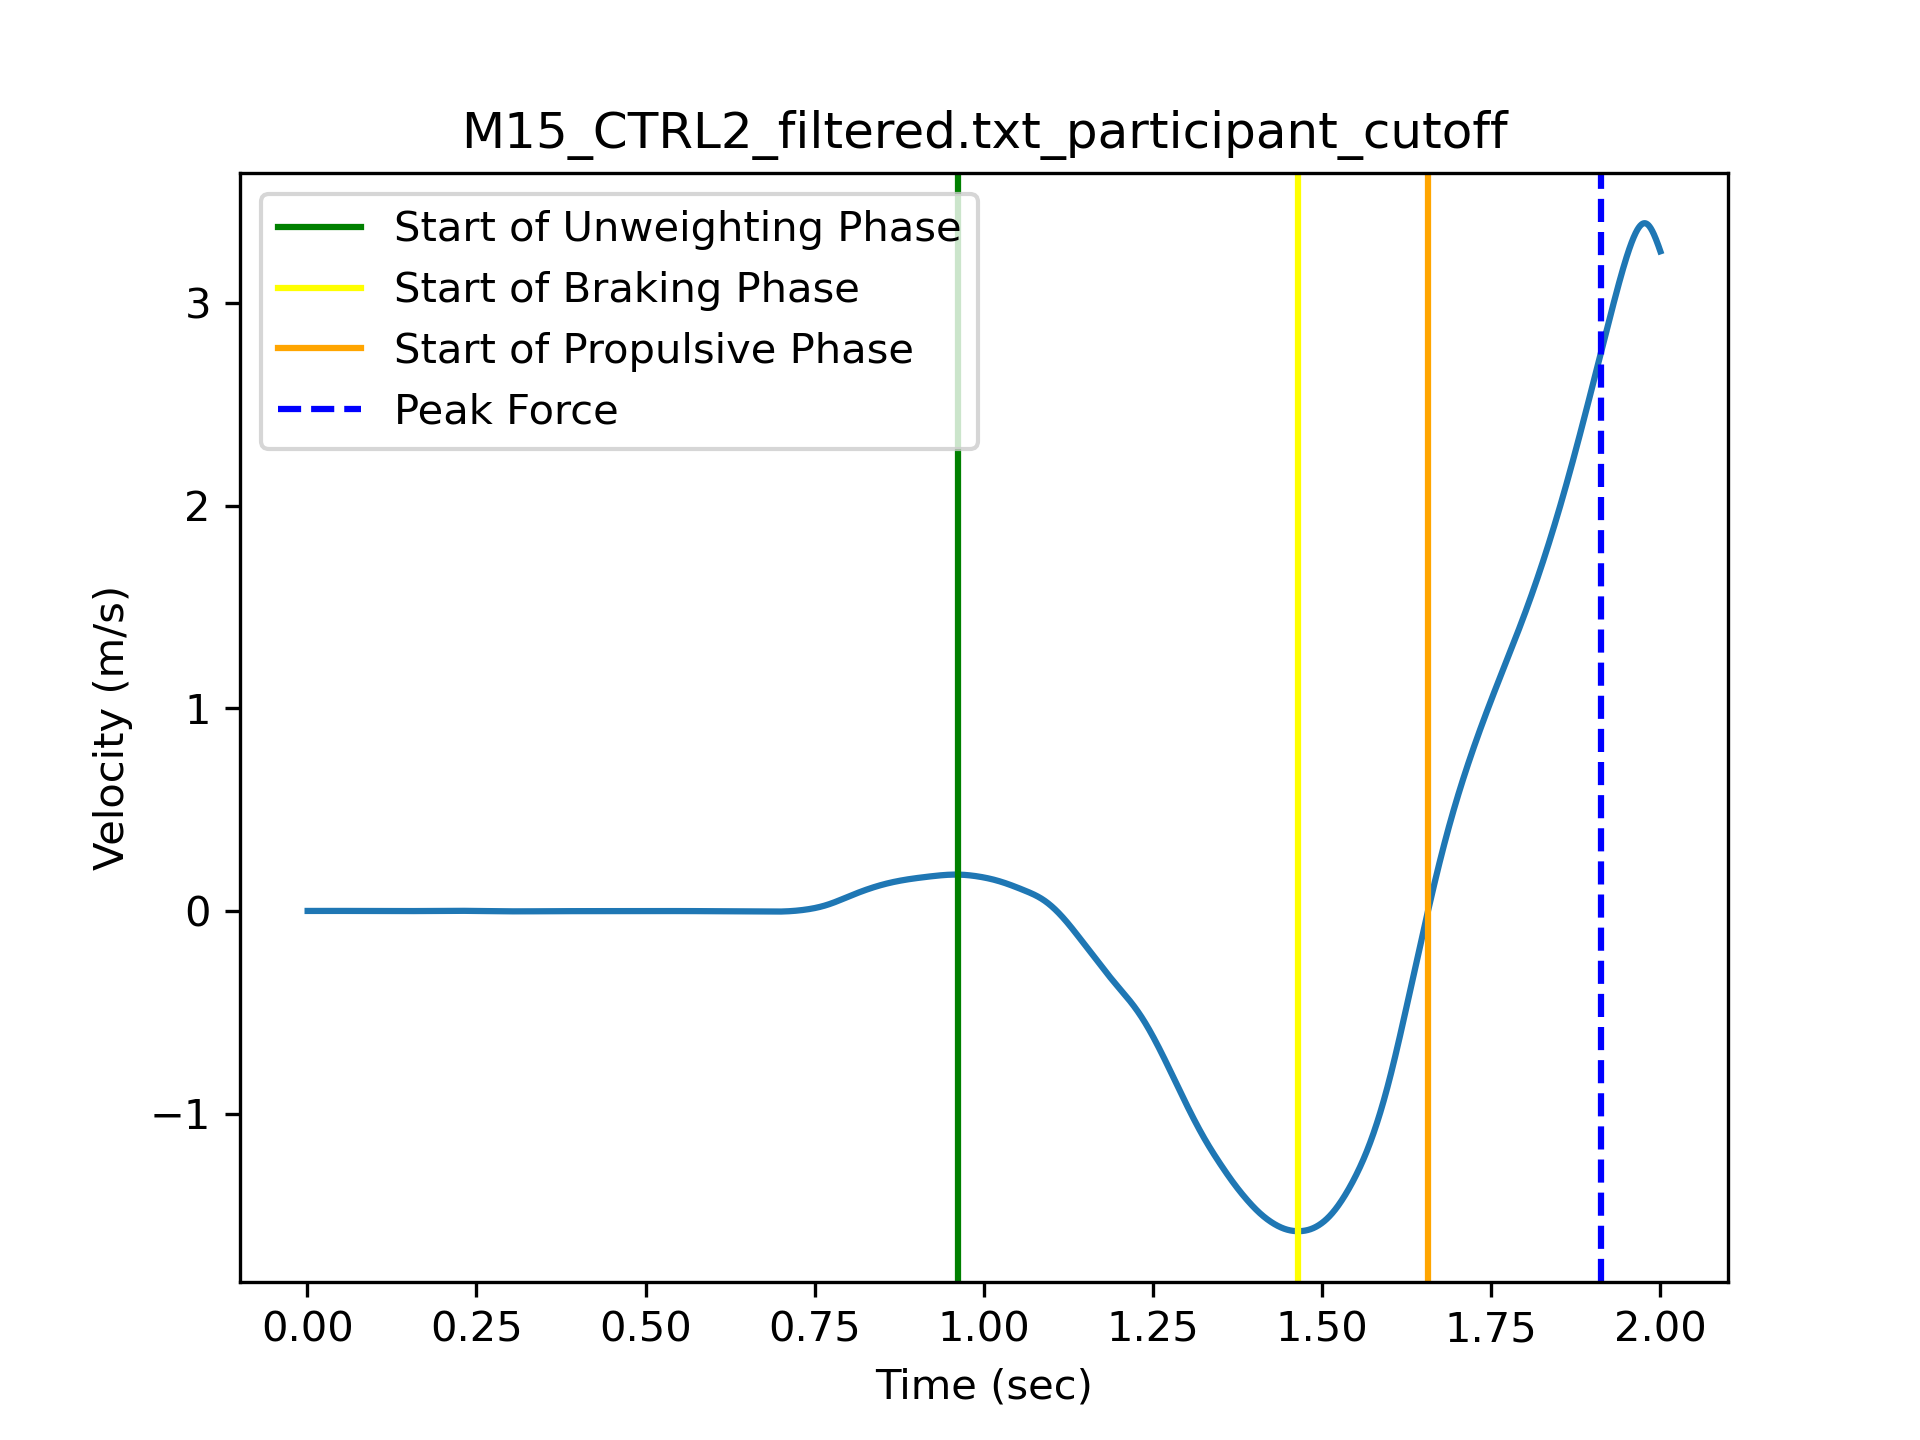 M15_CTRL2_filtered.txt_participant_cutoff
Start of Unweighting Phase
Start of Braking Phase
Start of Propulsive Phase
Peak Force
3
2
1
0
−1
Velocity (m/s)
0.00 0.25 0.50 0.75 1.00 1.25 1.50 1.75 2.00
Time (sec)